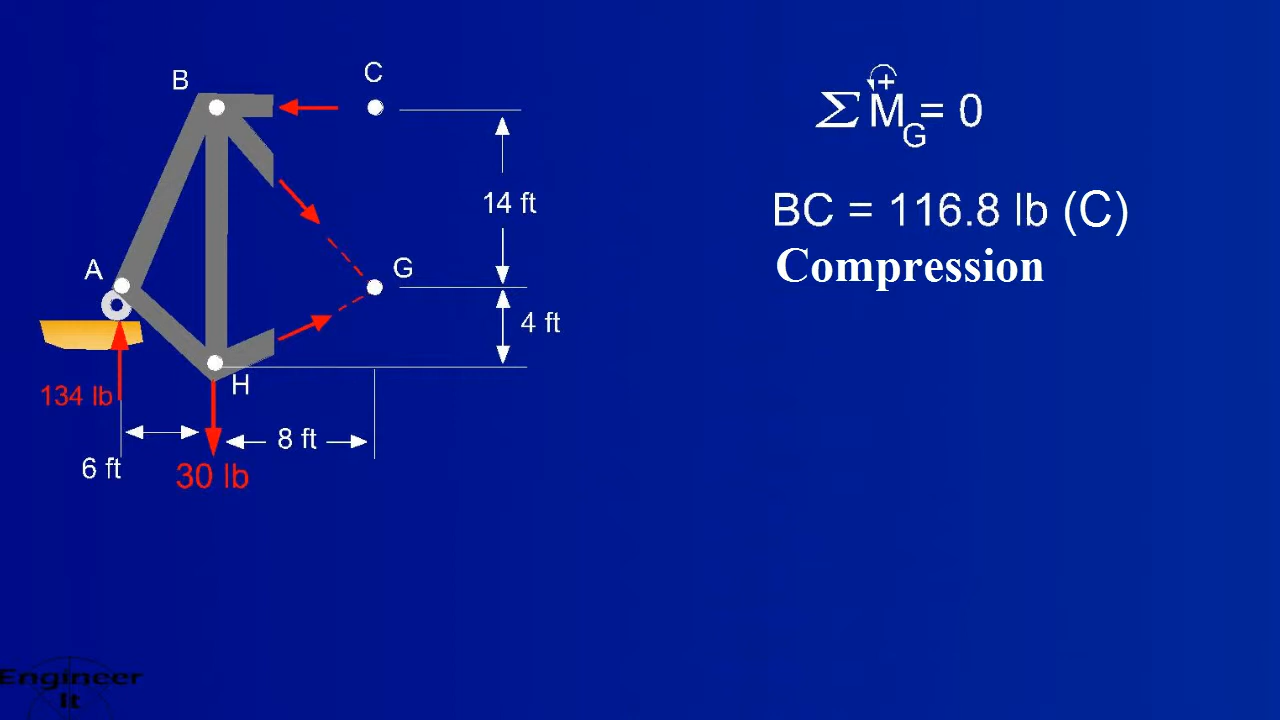 B
C
14 ft
A
G
4 ft
134 lb
H
6 ft
8 ft
30 lb
+
ΣM_G = 0
BC = 116.8 lb (C)
Compression
Engineer
It